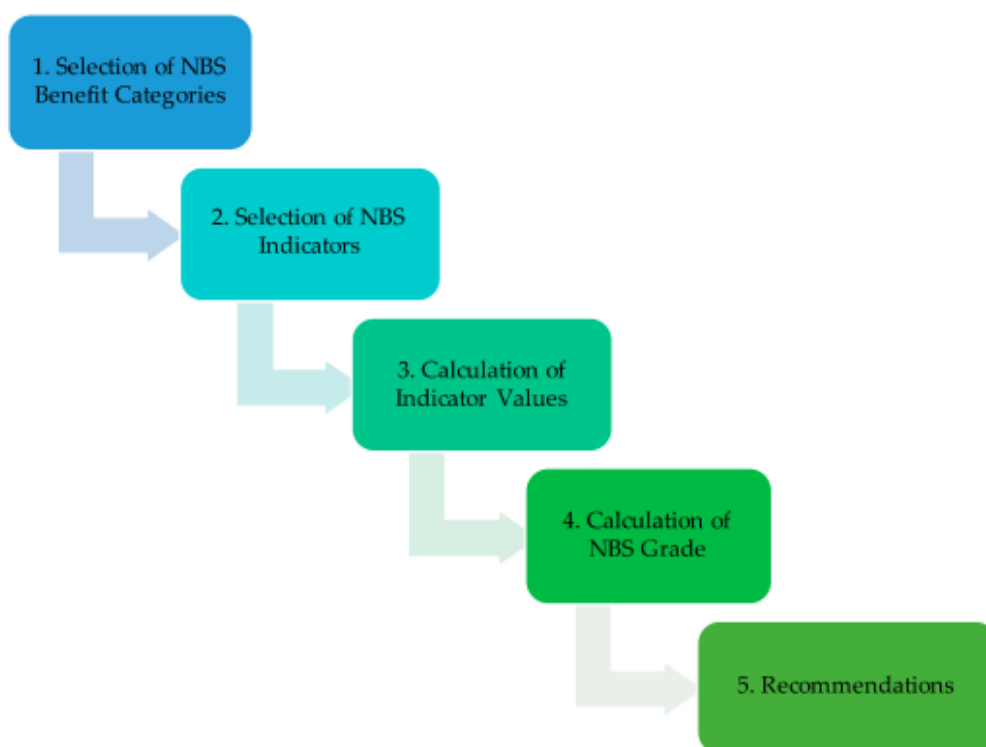 1. Selection of NBS
Benefit Categories
2. Selection of NBS
Indicators
3. Calculation of
Indicator Values
4. Calculation of
NBS Grade
5. Recommendations